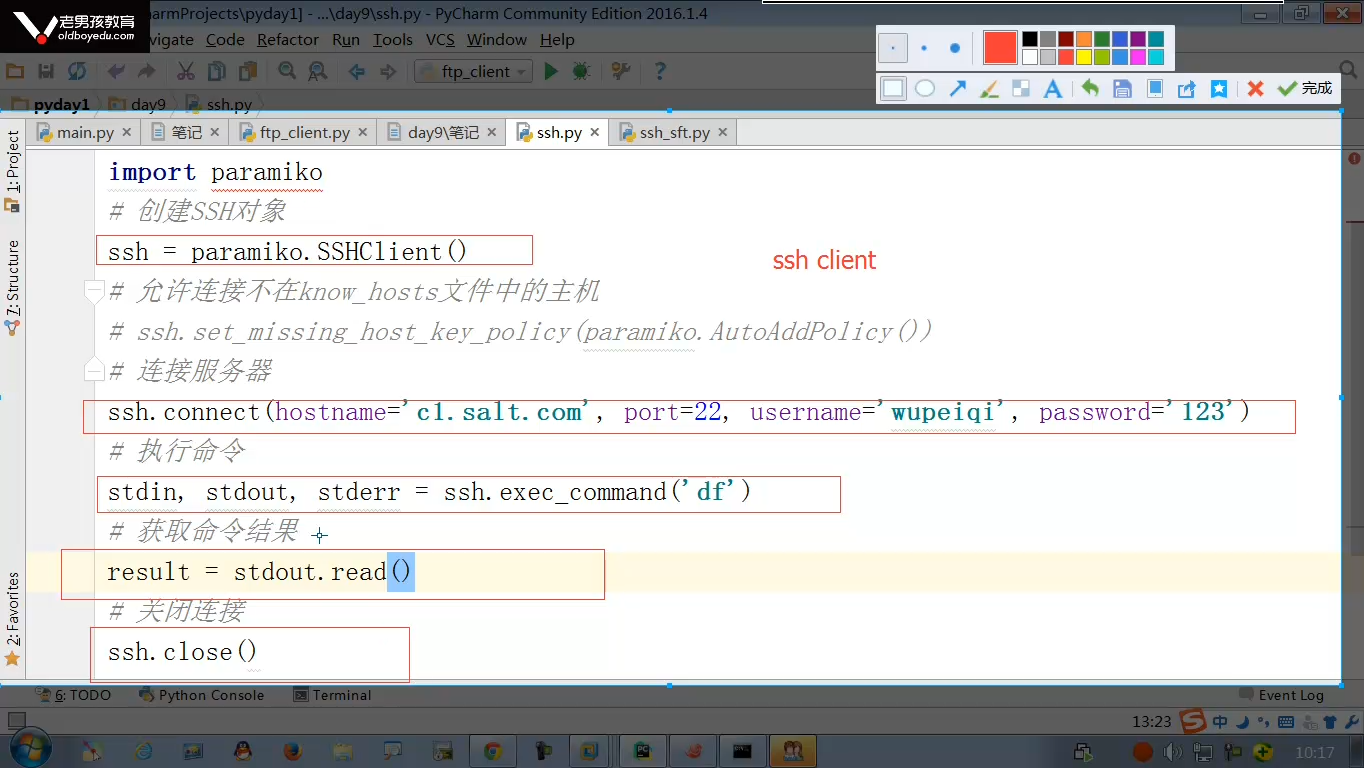 老男孩教育
oldboyedu.com
armProjects\pyday1] - ...\day9\ssh.py - PyCharm Community Edition 2016.1.4
vigate Code Refactor Run Tools VCS Window Help
ftp_client
完成
pyday1 day9 ssh.py
main.py 笔记 ftp_client.py day9\笔记 ssh.py ssh_sft.py
1: Project
7: Structure
2: Favorites
import paramiko
# 创建SSH对象
ssh = paramiko.SSHClient()
ssh client
# 允许连接不在know_hosts文件中的主机
# ssh.set_missing_host_key_policy(paramiko.AutoAddPolicy())
# 连接服务器
ssh.connect(hostname='c1.salt.com', port=22, username='wupeiqi', password='123')
# 执行命令
stdin, stdout, stderr = ssh.exec_command('df')
# 获取命令结果
result = stdout.read()
# 关闭连接
ssh.close()
6: TODO Python Console Terminal Event Log
13:23 中
10:17